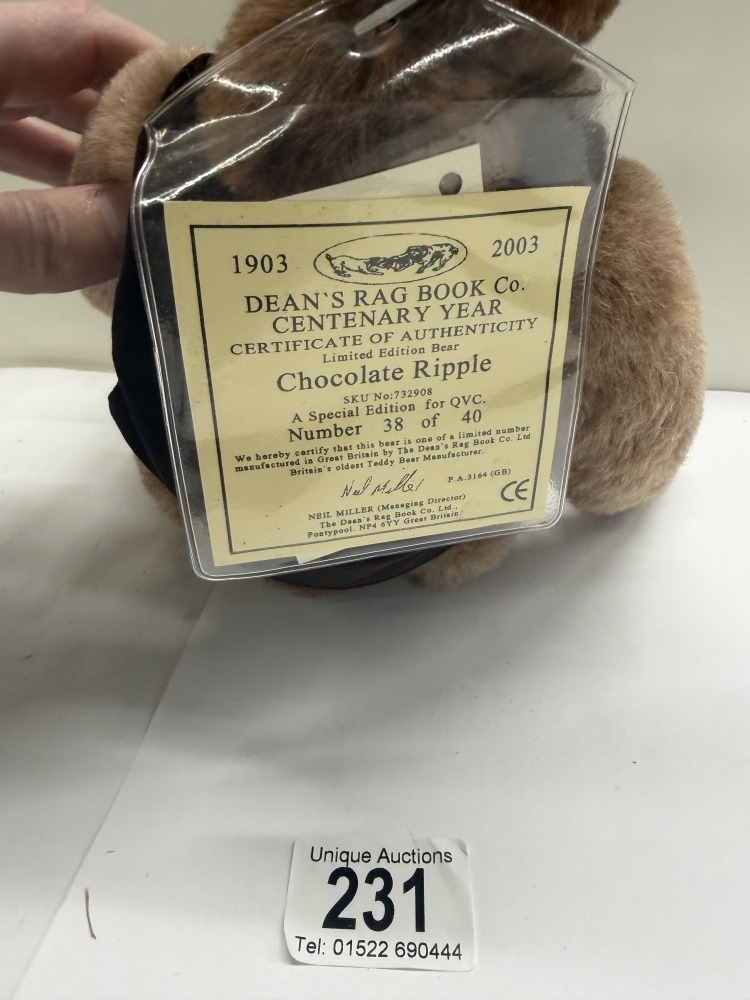 1903 2003
DEAN`S RAG BOOK Co.
CENTENARY YEAR
CERTIFICATE OF AUTHENTICITY
Limited Edition Bear
Chocolate Ripple
SKU No:732908
A Special Edition for QVC.
Number 38 of 40
We hereby certify that this bear is one of a limited number
manufactured in Great Britain by The Dean's Rag Book Co. Ltd
Britain's oldest Teddy Bear Manufacturer.
Neil Miller
P.A.3164 (GB)
CE
NEIL MILLER (Managing Director)
The Dean's Rag Book Co. Ltd.,
Pontypool. NP4 6YY Great Britain
Unique Auctions
231
Tel: 01522 690444